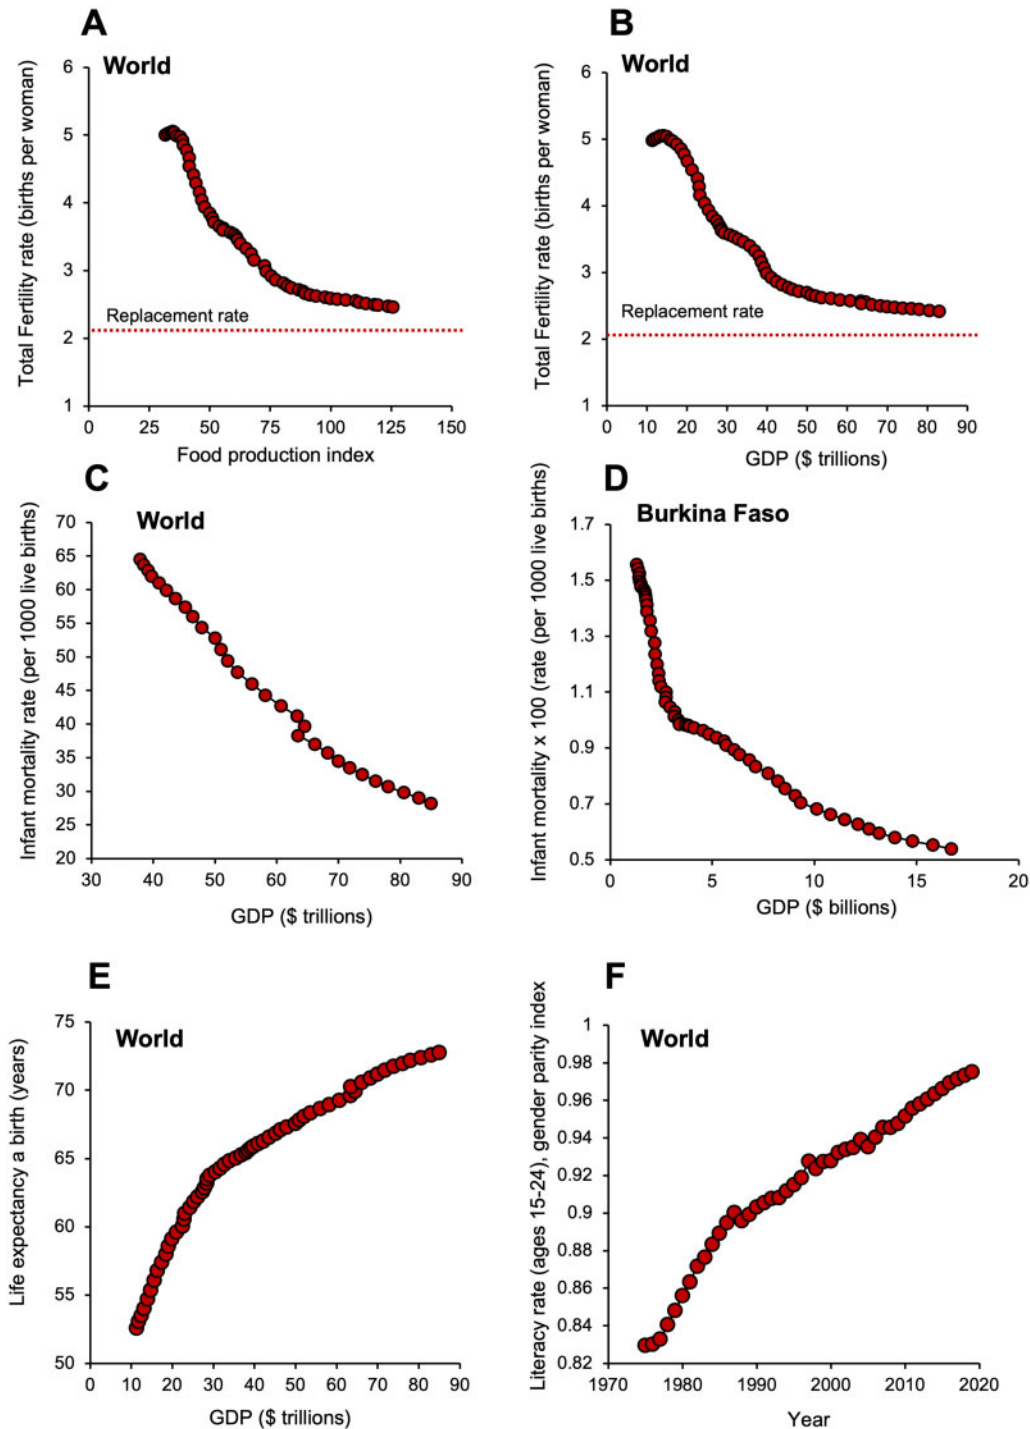 A
World
Total Fertility rate (births per woman)
6
5
4
3
2
1
Replacement rate
0 25 50 75 100 125 150
Food production index
B
World
Total Fertility rate (births per woman)
6
5
4
3
2
1
Replacement rate
0 10 20 30 40 50 60 70 80 90
GDP ($ trillions)
C
World
Infant mortality rate (per 1000 live births)
70
65
60
55
50
45
40
35
30
25
20
30 40 50 60 70 80 90
GDP ($ trillions)
D
Burkina Faso
Infant mortality x 100 (rate (per 1000 live births)
1.7
1.5
1.3
1.1
0.9
0.7
0.5
0 5 10 15 20
GDP ($ billions)
E
World
Life expectancy a birth (years)
75
70
65
60
55
50
0 10 20 30 40 50 60 70 80 90
GDP ($ trillions)
F
World
Literacy rate (ages 15-24), gender parity index
1
0.98
0.96
0.94
0.92
0.9
0.88
0.86
0.84
0.82
1970 1980 1990 2000 2010 2020
Year